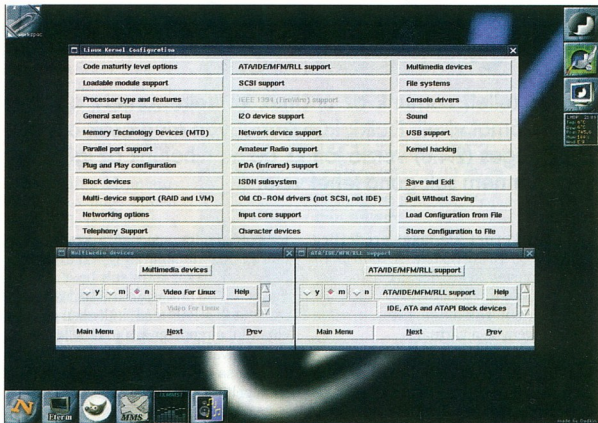 Linux Kernel Configuration
Code maturity level options
ATA/IDE/MFM/RLL support
Multimedia devices
Loadable module support
SCSI support
File systems
Processor type and features
IEEE 1394 (FireWire) support
Console drivers
General setup
I2O device support
Sound
Memory Technology Devices (MTD)
Network device support
USB support
Parallel port support
Amateur Radio support
Kernel hacking
Plug and Play configuration
IrDA (infrared) support
Block devices
ISDN subsystem
Save and Exit
Multi-device support (RAID and LVM)
Old CD-ROM drivers (not SCSI, not IDE)
Quit Without Saving
Networking options
Input core support
Load Configuration from File
Telephony Support
Character devices
Store Configuration to File
Multimedia devices
Multimedia devices
y m n Video For Linux Help
Video For Linux
Main Menu Next Prev
ATA/IDE/MFM/RLL support
ATA/IDE/MFM/RLL support
y m n ATA/IDE/MFM/RLL support Help
IDE, ATA and ATAPI Block devices
Main Menu Next Prev
Eterm
XMMS